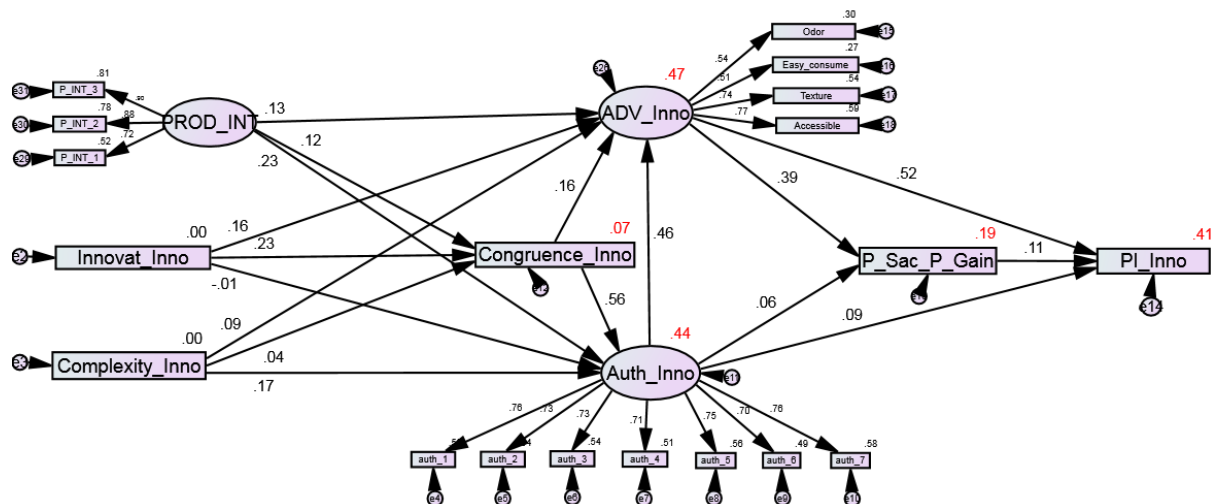 .30
Odor
e15
.54
.27
Easy_consume
e16
.51
.54
Texture
e17
.74
.59
Accessible
e18
.77
e26
.47
ADV_Inno
.81
e31
P_INT_3
.78
e30
P_INT_2
.88
.52
e29
P_INT_1
.72
PROD_INT
.13
.12
.23
.16
.39
.52
.46
e2
.00
Innovat_Inno
.16
.23
-.01
.07
Congruence_Inno
e12
.56
.19
P_Sac_P_Gain
.11
.41
PI_Inno
e14
.06
.09
e3
.00
Complexity_Inno
.09
.04
.17
.44
Auth_Inno
e11
.76
.73
.73
.71
.75
.70
.76
auth_1
auth_2
.54
auth_3
.51
auth_4
.56
auth_5
.49
auth_6
.58
auth_7
e4
e5
e6
e7
e8
e9
e10